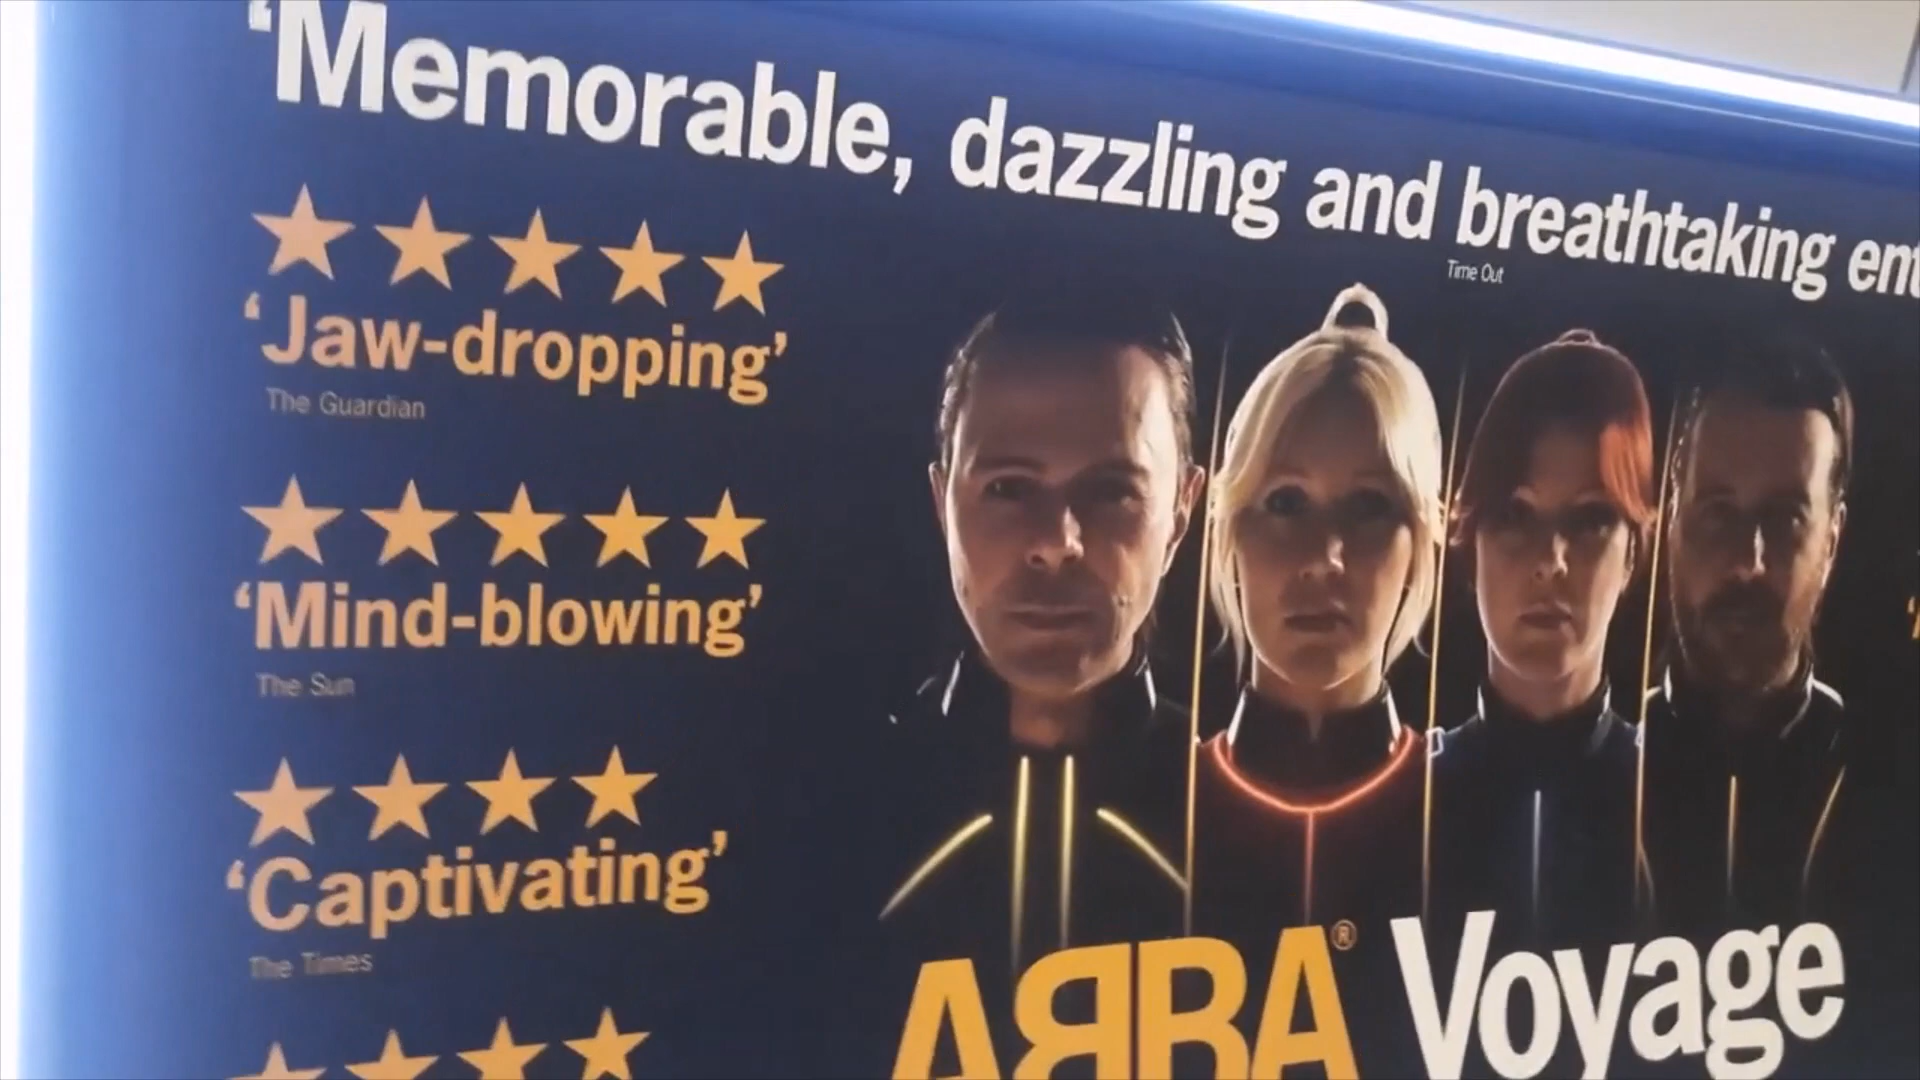 ‘Memorable, dazzling and breathtaking
Time Out
‘Jaw-dropping’
The Guardian
‘Mind-blowing’
The Sun
‘Captivating’
The Times
ABBA® Voyage